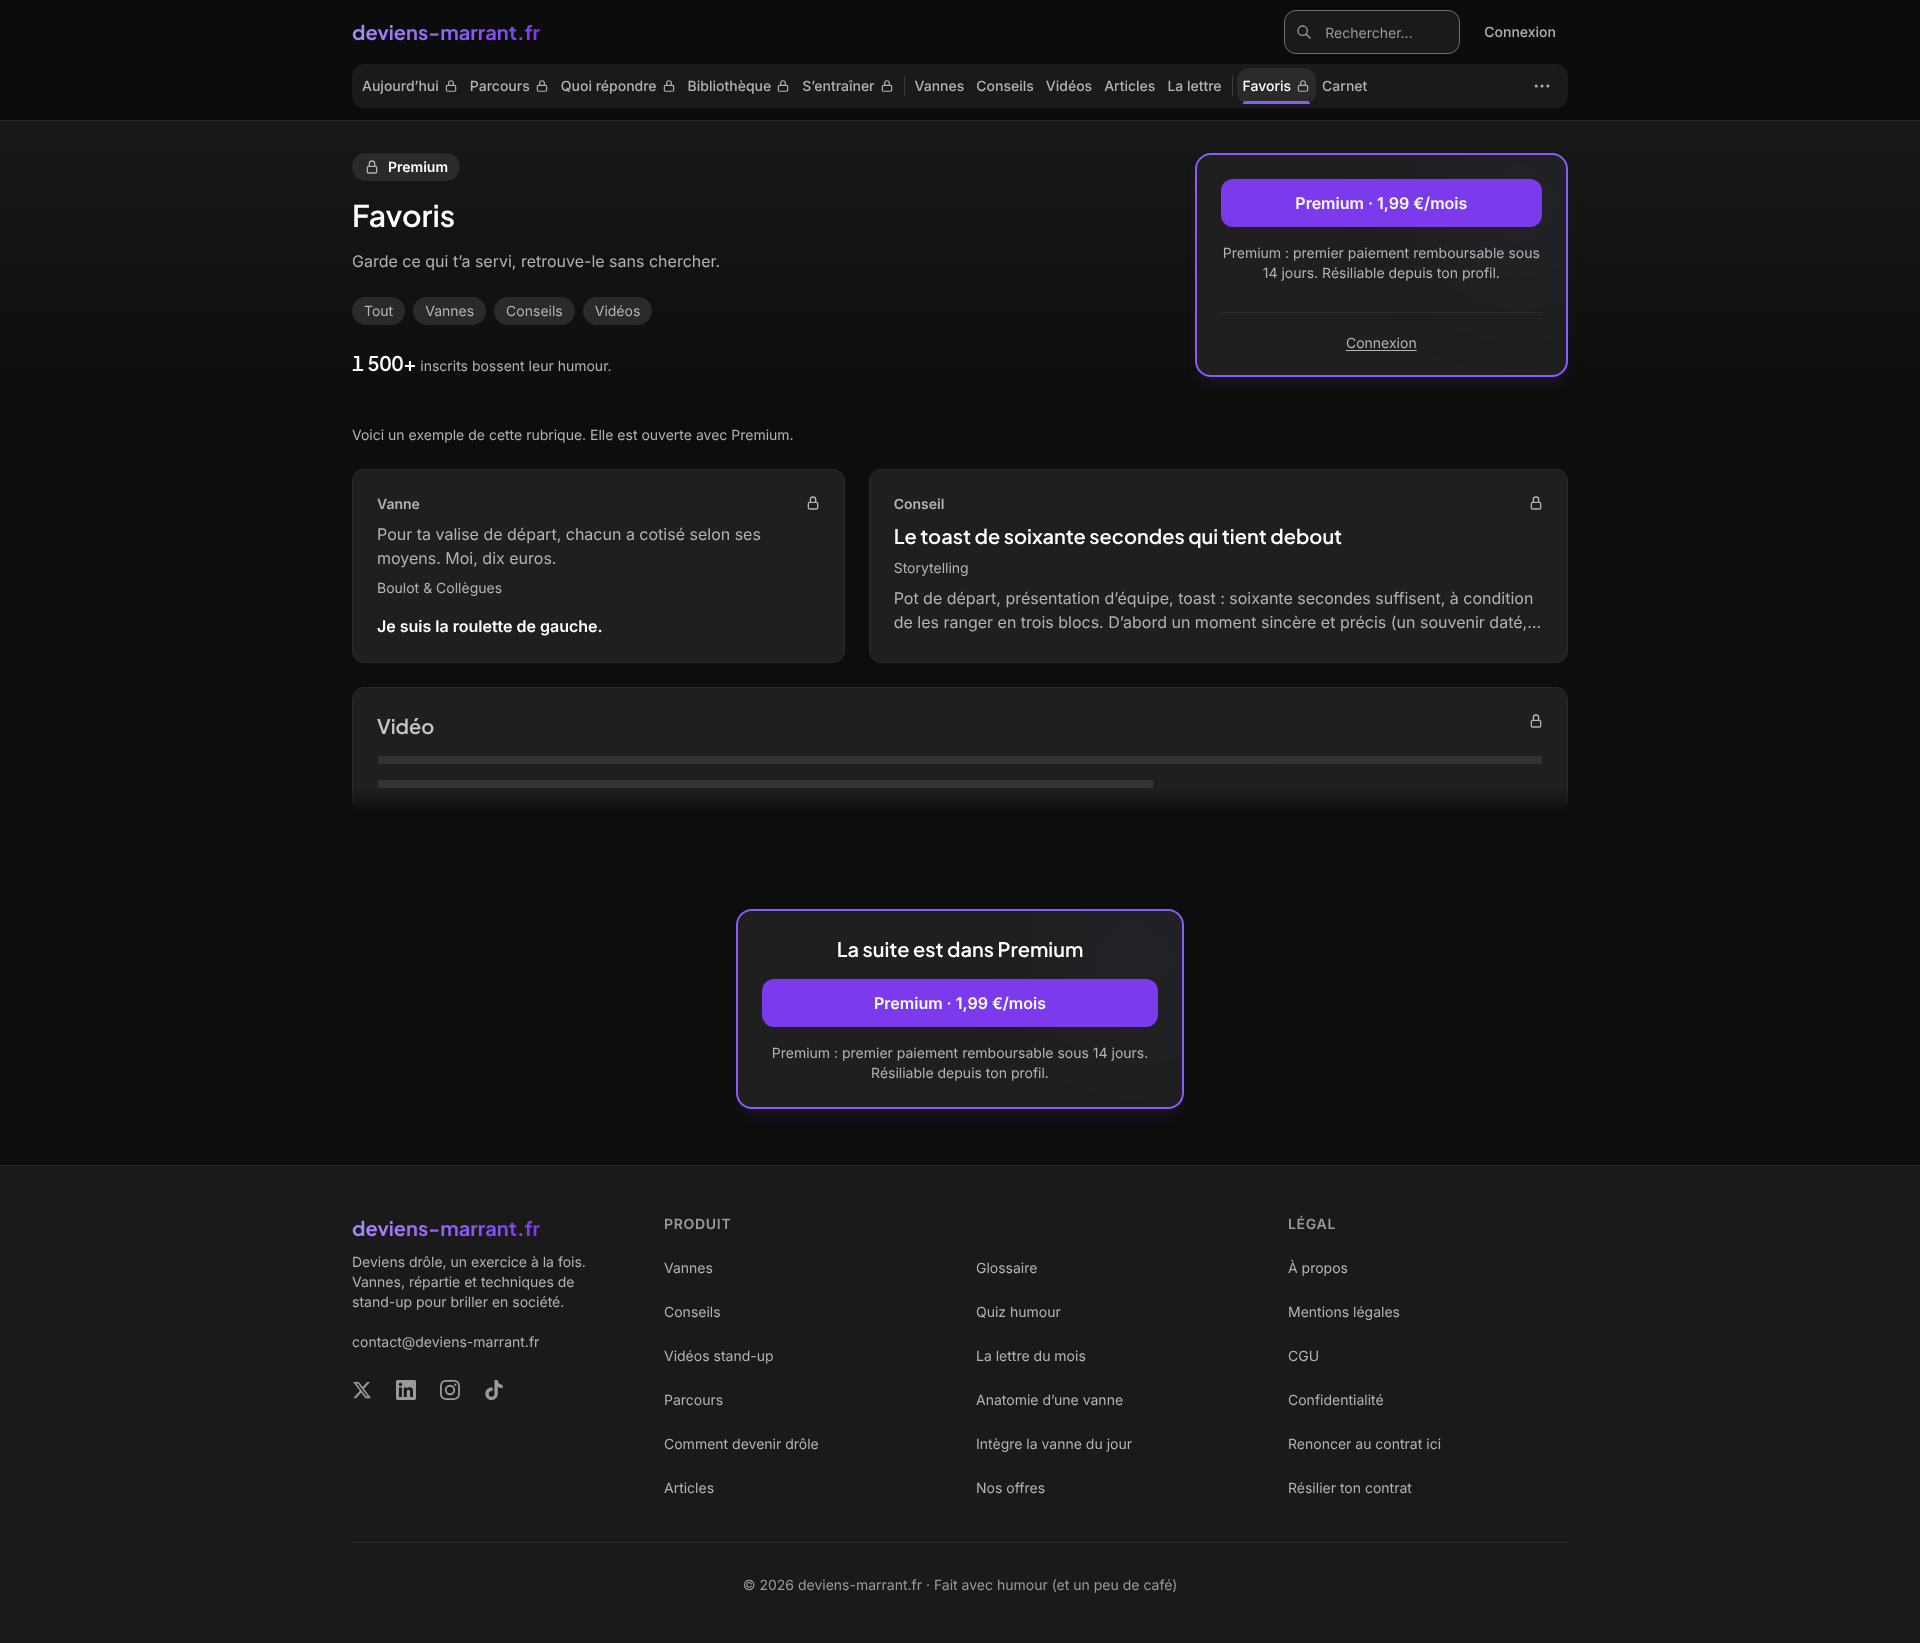 deviens-marrant.fr
Rechercher...
Connexion
Aujourd’hui
Parcours
Quoi répondre
Bibliothèque
S’entraîner
Vannes
Conseils
Vidéos
Articles
La lettre
Favoris
Carnet
Premium
Favoris
Garde ce qui t’a servi, retrouve-le sans chercher.
Tout
Vannes
Conseils
Vidéos
1 500+ inscrits bossent leur humour.
Premium · 1,99 €/mois
Premium : premier paiement remboursable sous
14 jours. Résiliable depuis ton profil.
Connexion
Voici un exemple de cette rubrique. Elle est ouverte avec Premium.
Vanne
Pour ta valise de départ, chacun a cotisé selon ses
moyens. Moi, dix euros.
Boulot & Collègues
Je suis la roulette de gauche.
Conseil
Le toast de soixante secondes qui tient debout
Storytelling
Pot de départ, présentation d’équipe, toast : soixante secondes suffisent, à condition
de les ranger en trois blocs. D’abord un moment sincère et précis (un souvenir daté,...
Vidéo
La suite est dans Premium
Premium · 1,99 €/mois
Premium : premier paiement remboursable sous 14 jours.
Résiliable depuis ton profil.
deviens-marrant.fr
Deviens drôle, un exercice à la fois.
Vannes, répartie et techniques de
stand-up pour briller en société.
contact@deviens-marrant.fr
PRODUIT
Vannes
Conseils
Vidéos stand-up
Parcours
Comment devenir drôle
Articles
Glossaire
Quiz humour
La lettre du mois
Anatomie d’une vanne
Intègre la vanne du jour
Nos offres
LÉGAL
À propos
Mentions légales
CGU
Confidentialité
Renoncer au contrat ici
Résilier ton contrat
© 2026 deviens-marrant.fr · Fait avec humour (et un peu de café)